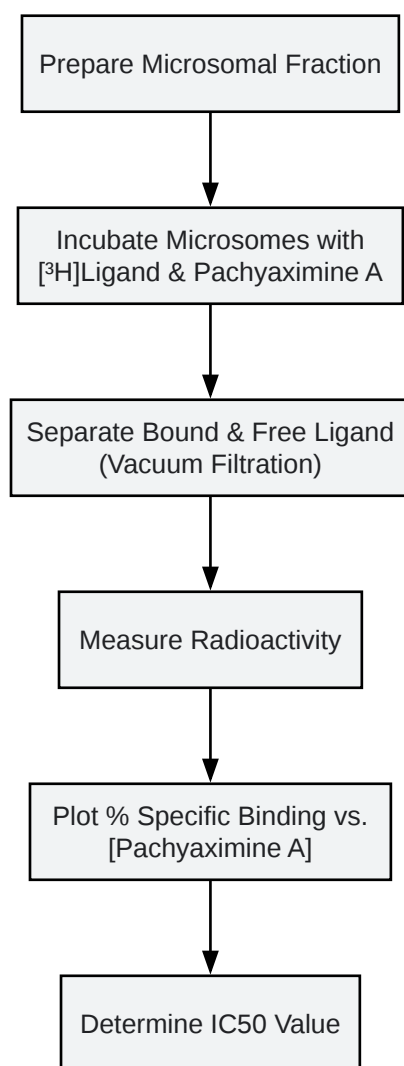 Prepare Microsomal Fraction
Incubate Microsomes with
[³H]Ligand & Pachyaximine A
Separate Bound & Free Ligand
(Vacuum Filtration)
Measure Radioactivity
Plot % Specific Binding vs.
[Pachyaximine A]
Determine IC50 Value